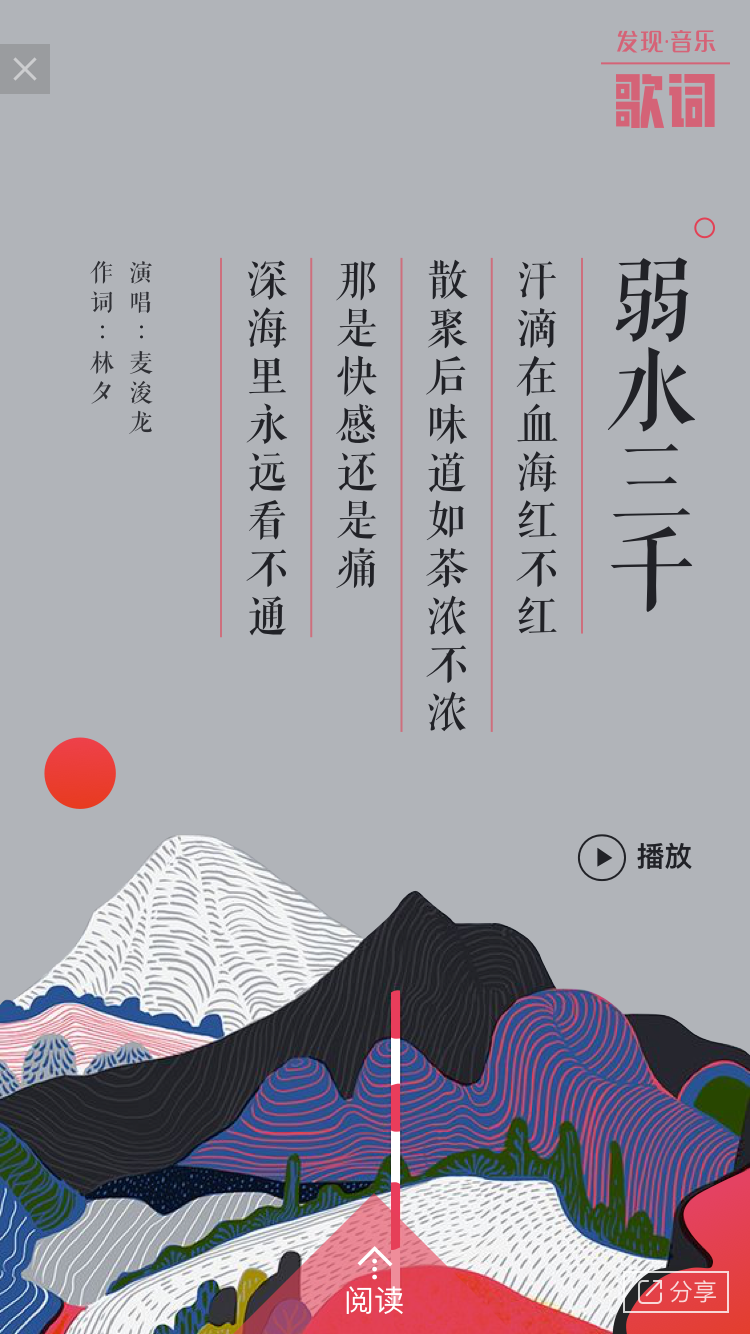 发现·音乐
歌词
弱水三千
汗滴在血海红不红
散聚后味道如茶浓不浓
那是快感还是痛
深海里永远看不通
演唱：麦浚龙
作词：林夕
播放
阅读
分享